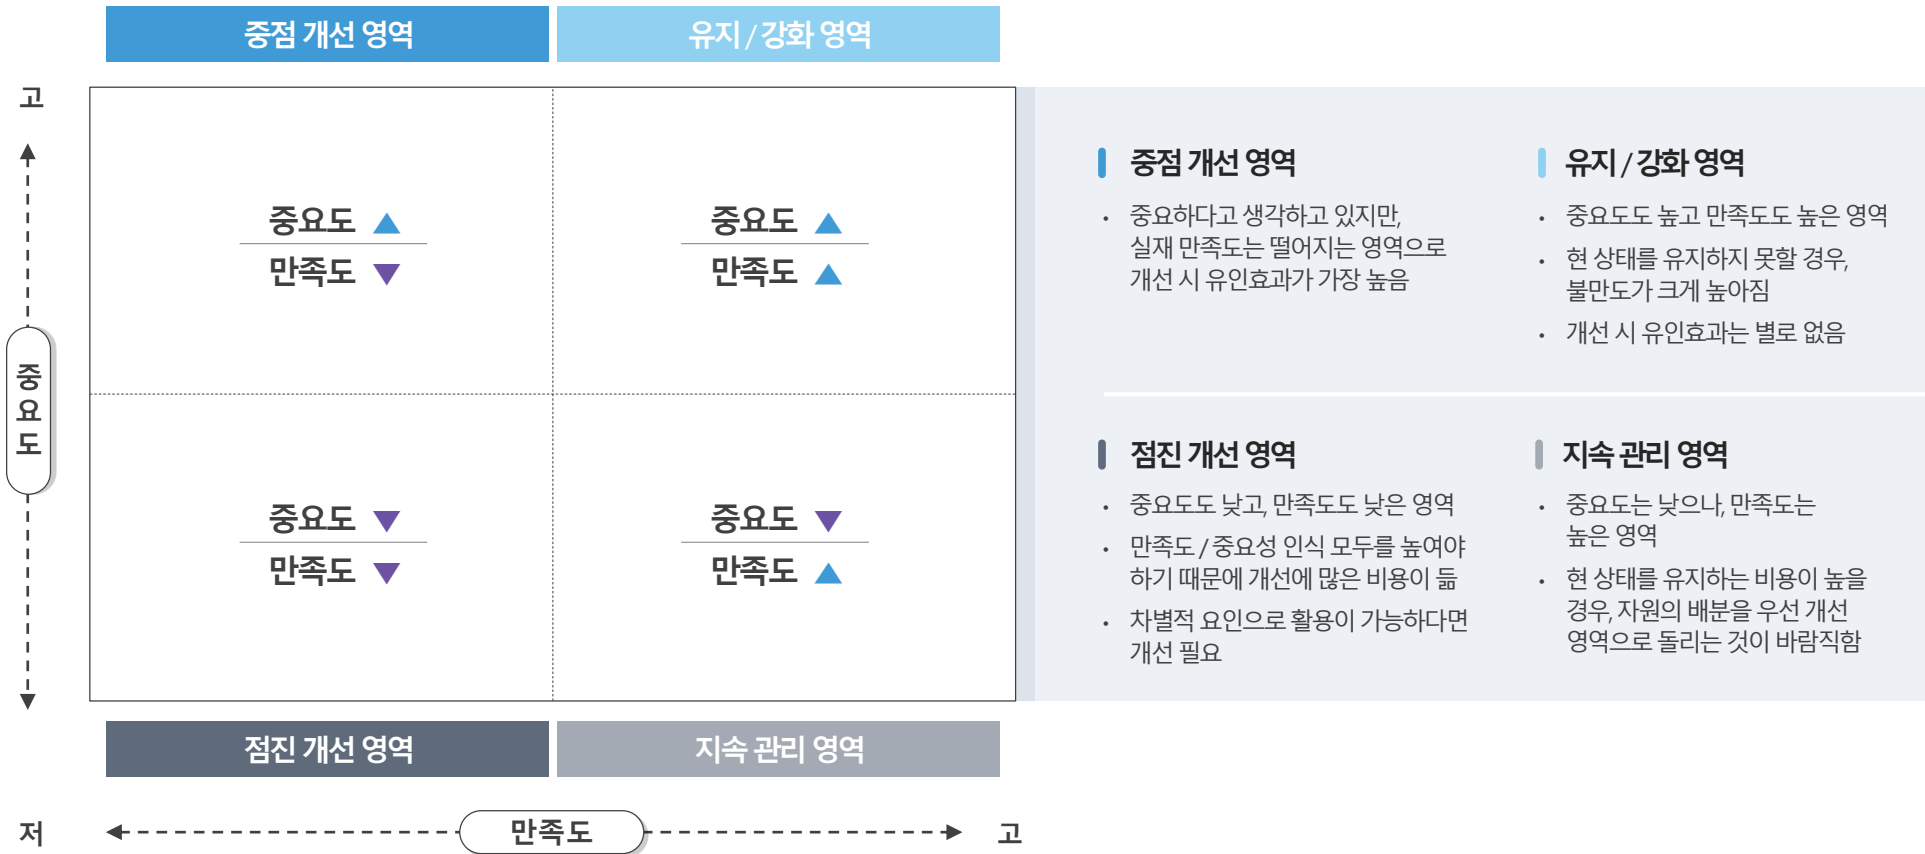 중점 개선 영역
유지 / 강화 영역
고
중요도 ▲
만족도 ▼
중요도 ▲
만족도 ▲
중요도
중요도 ▼
만족도 ▼
중요도 ▼
만족도 ▲
점진 개선 영역
지속 관리 영역
저
만족도
고
중점 개선 영역
• 중요하다고 생각하고 있지만,
실재 만족도는 떨어지는 영역으로
개선 시 유인효과가 가장 높음
유지 / 강화 영역
• 중요도도 높고 만족도도 높은 영역
• 현 상태를 유지하지 못할 경우,
불만도가 크게 높아짐
• 개선 시 유인효과는 별로 없음
점진 개선 영역
• 중요도도 낮고, 만족도도 낮은 영역
• 만족도 / 중요성 인식 모두를 높여야
하기 때문에 개선에 많은 비용이 듦
• 차별적 요인으로 활용이 가능하다면
개선 필요
지속 관리 영역
• 중요도는 낮으나, 만족도는
높은 영역
• 현 상태를 유지하는 비용이 높을
경우, 자원의 배분을 우선 개선
영역으로 돌리는 것이 바람직함